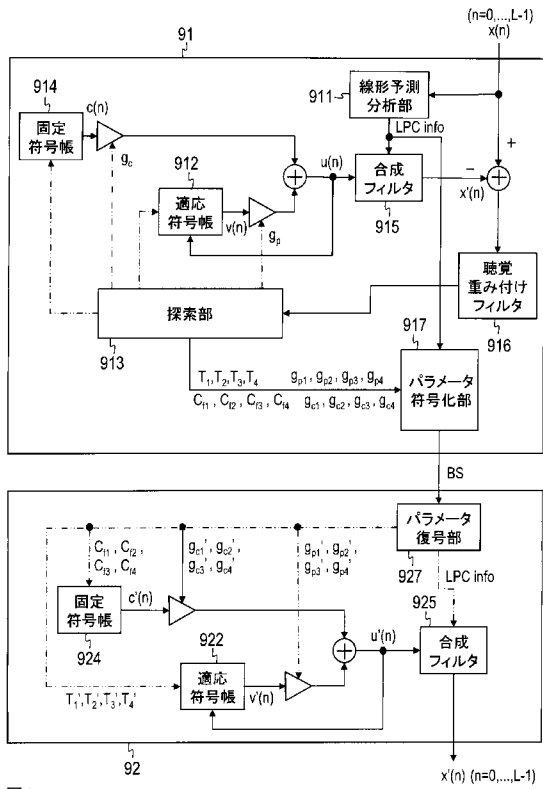 (n=0,...,L-1)
x(n)
91
914
固定
符号帳
c(n)
g_c
911
線形予測
分析部
LPC info
+
912
適応
符号帳
v(n)
g_p
u(n)
合成
フィルタ
915
−
x'(n)
聴覚
重み付け
フィルタ
916
探索部
913
T_1, T_2, T_3, T_4
g_p1, g_p2, g_p3, g_p4
C_f1, C_f2, C_f3, C_f4
g_c1, g_c2, g_c3, g_c4
917
パラメータ
符号化部
BS
パラメータ
復号部
927
LPC info
C_f1, C_f2,
C_f3, C_f4
g_c1', g_c2',
g_c3', g_c4'
g_p1', g_p2',
g_p3', g_p4'
固定
符号帳
924
c'(n)
922
適応
符号帳
v'(n)
u'(n)
925
合成
フィルタ
T_1', T_2', T_3', T_4'
92
x'(n) (n=0,...,L-1)